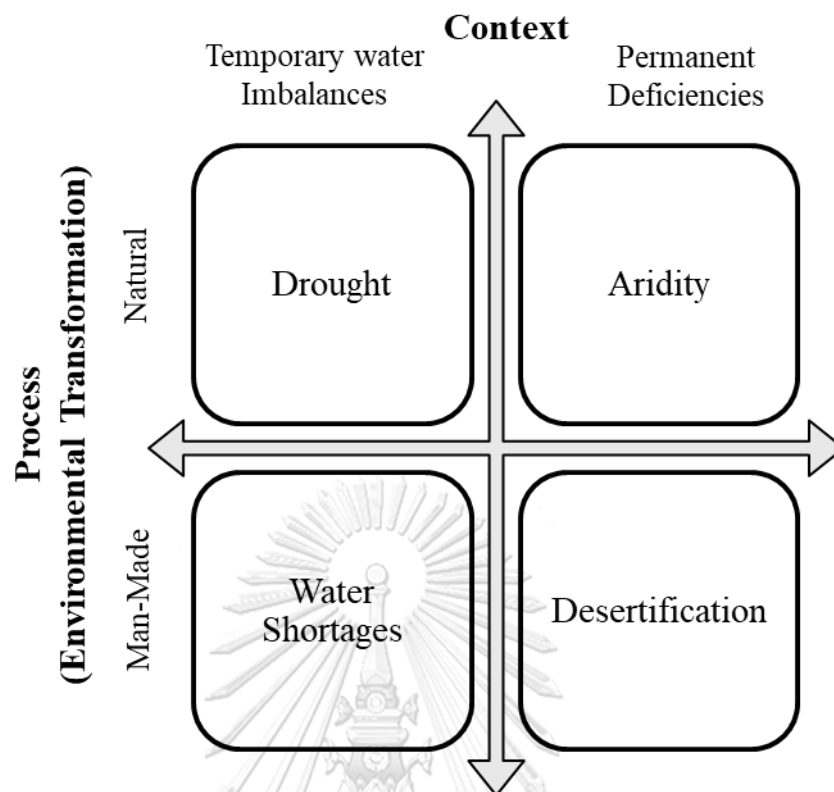 Context
Temporary water
Imbalances
Permanent
Deficiencies
Process
(Environmental Transformation)
Natural
Drought
Aridity
Man-Made
Water
Shortages
Desertification